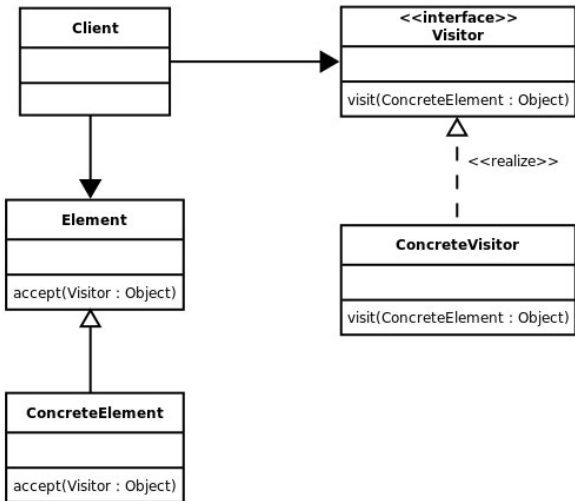 Client
<<interface>>
Visitor
visit(ConcreteElement : Object)
<<realize>>
Element
accept(Visitor : Object)
ConcreteVisitor
visit(ConcreteElement : Object)
ConcreteElement
accept(Visitor : Object)